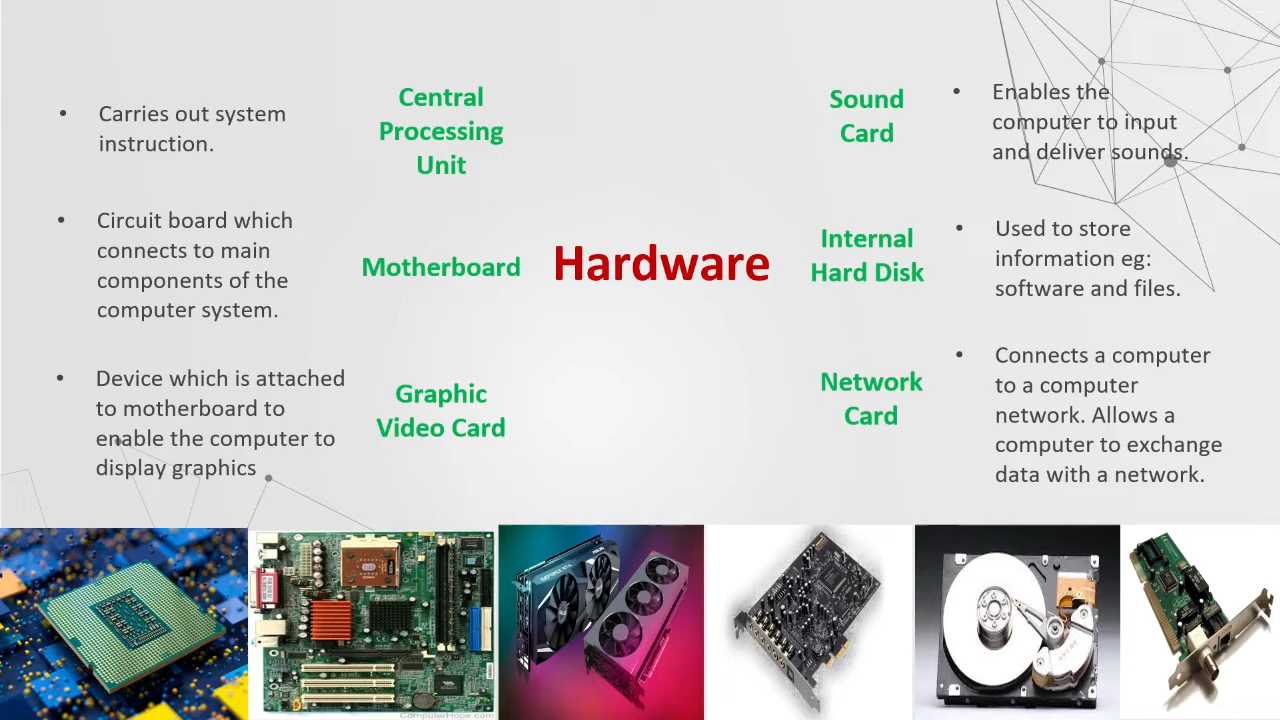 • Carries out system
instruction.
Central
Processing
Unit
• Circuit board which
connects to main
components of the
computer system.
Motherboard
• Device which is attached
to motherboard to
enable the computer to
display graphics
Graphic
Video Card
Hardware
Sound
Card
• Enables the
computer to input
and deliver sounds.
Internal
Hard Disk
• Used to store
information eg:
software and files.
Network
Card
• Connects a computer
to a computer
network. Allows a
computer to exchange
data with a network.
ComputerHope.com